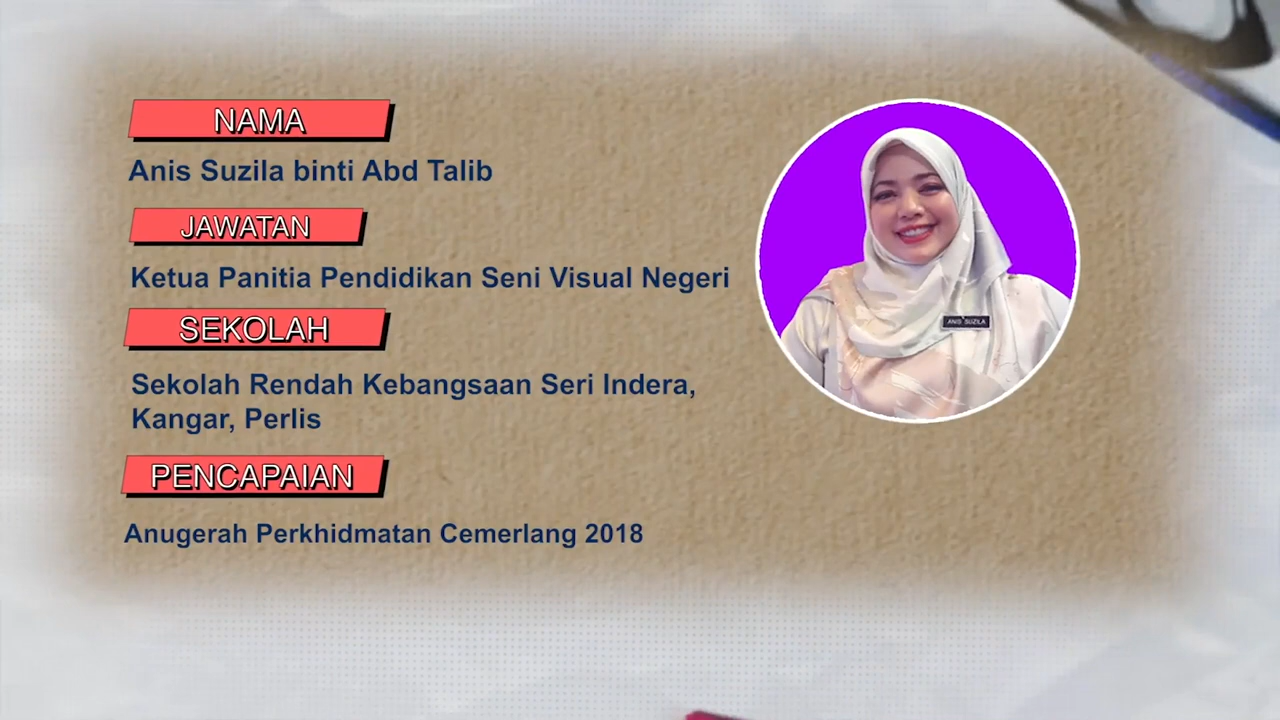 NAMA
Anis Suzila binti Abd Talib
JAWATAN
Ketua Panitia Pendidikan Seni Visual Negeri
SEKOLAH
Sekolah Rendah Kebangsaan Seri Indera,
Kangar, Perlis
PENCAPAIAN
Anugerah Perkhidmatan Cemerlang 2018
ANIS SUZILA